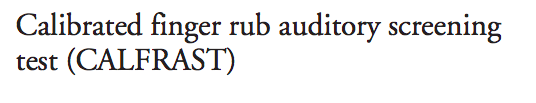 Calibrated finger rub auditory screening
test (CALFRAST)